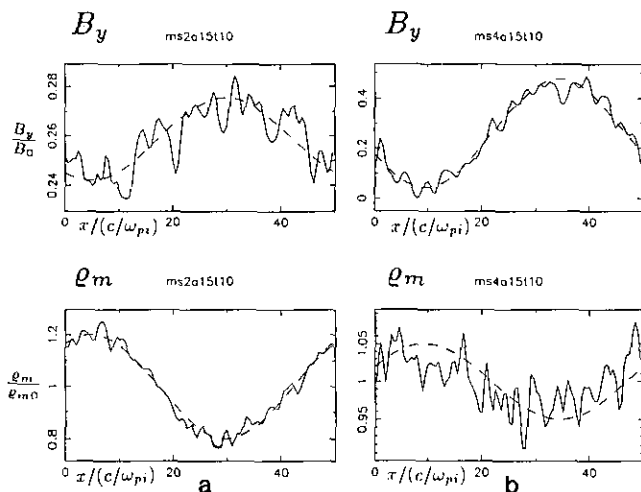 B_y ms2a15t10
B_y ms4a15t10
B_y/B_0
0.28
0.26
0.24
0 20 40
x/(c/ω_pi)
0.4
0.2
0
0 20 40
x/(c/ω_pi)
ϱ_m ms2a15t10
ϱ_m ms4a15t10
ϱ_m/ϱ_m0
1.2
1
0.8
0 20 40
x/(c/ω_pi)
a
1.05
1
0.95
0 20 40
x/(c/ω_pi)
b